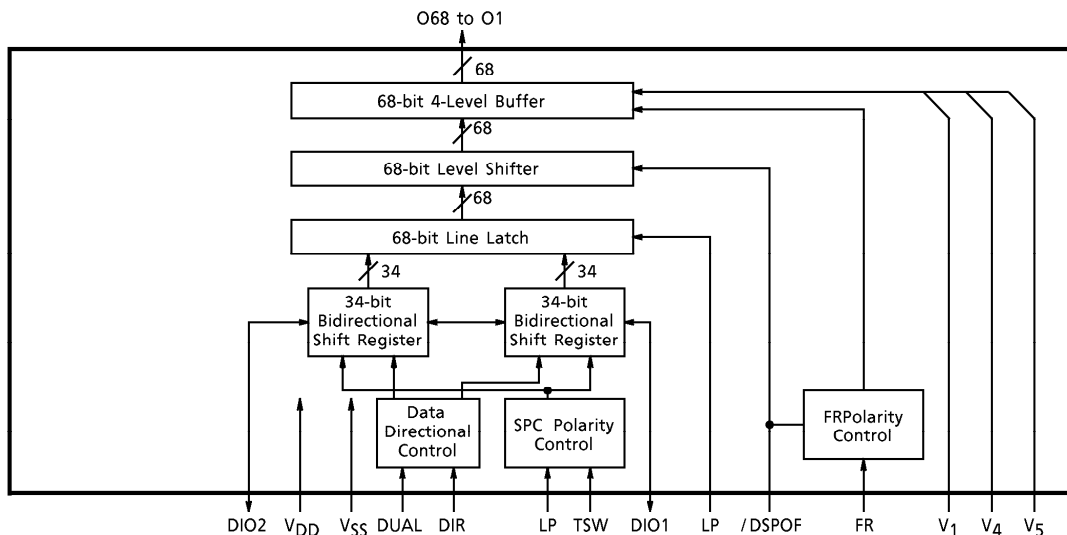 O68 to O1
68
68-bit 4-Level Buffer
68
68-bit Level Shifter
68
68-bit Line Latch
34
34
34-bit
Bidirectional
Shift Register
34-bit
Bidirectional
Shift Register
Data
Directional
Control
SPC Polarity
Control
FRPolarity
Control
DIO2 VDD VSS DUAL DIR LP TSW DIO1 LP /DSPOF FR V1 V4 V5